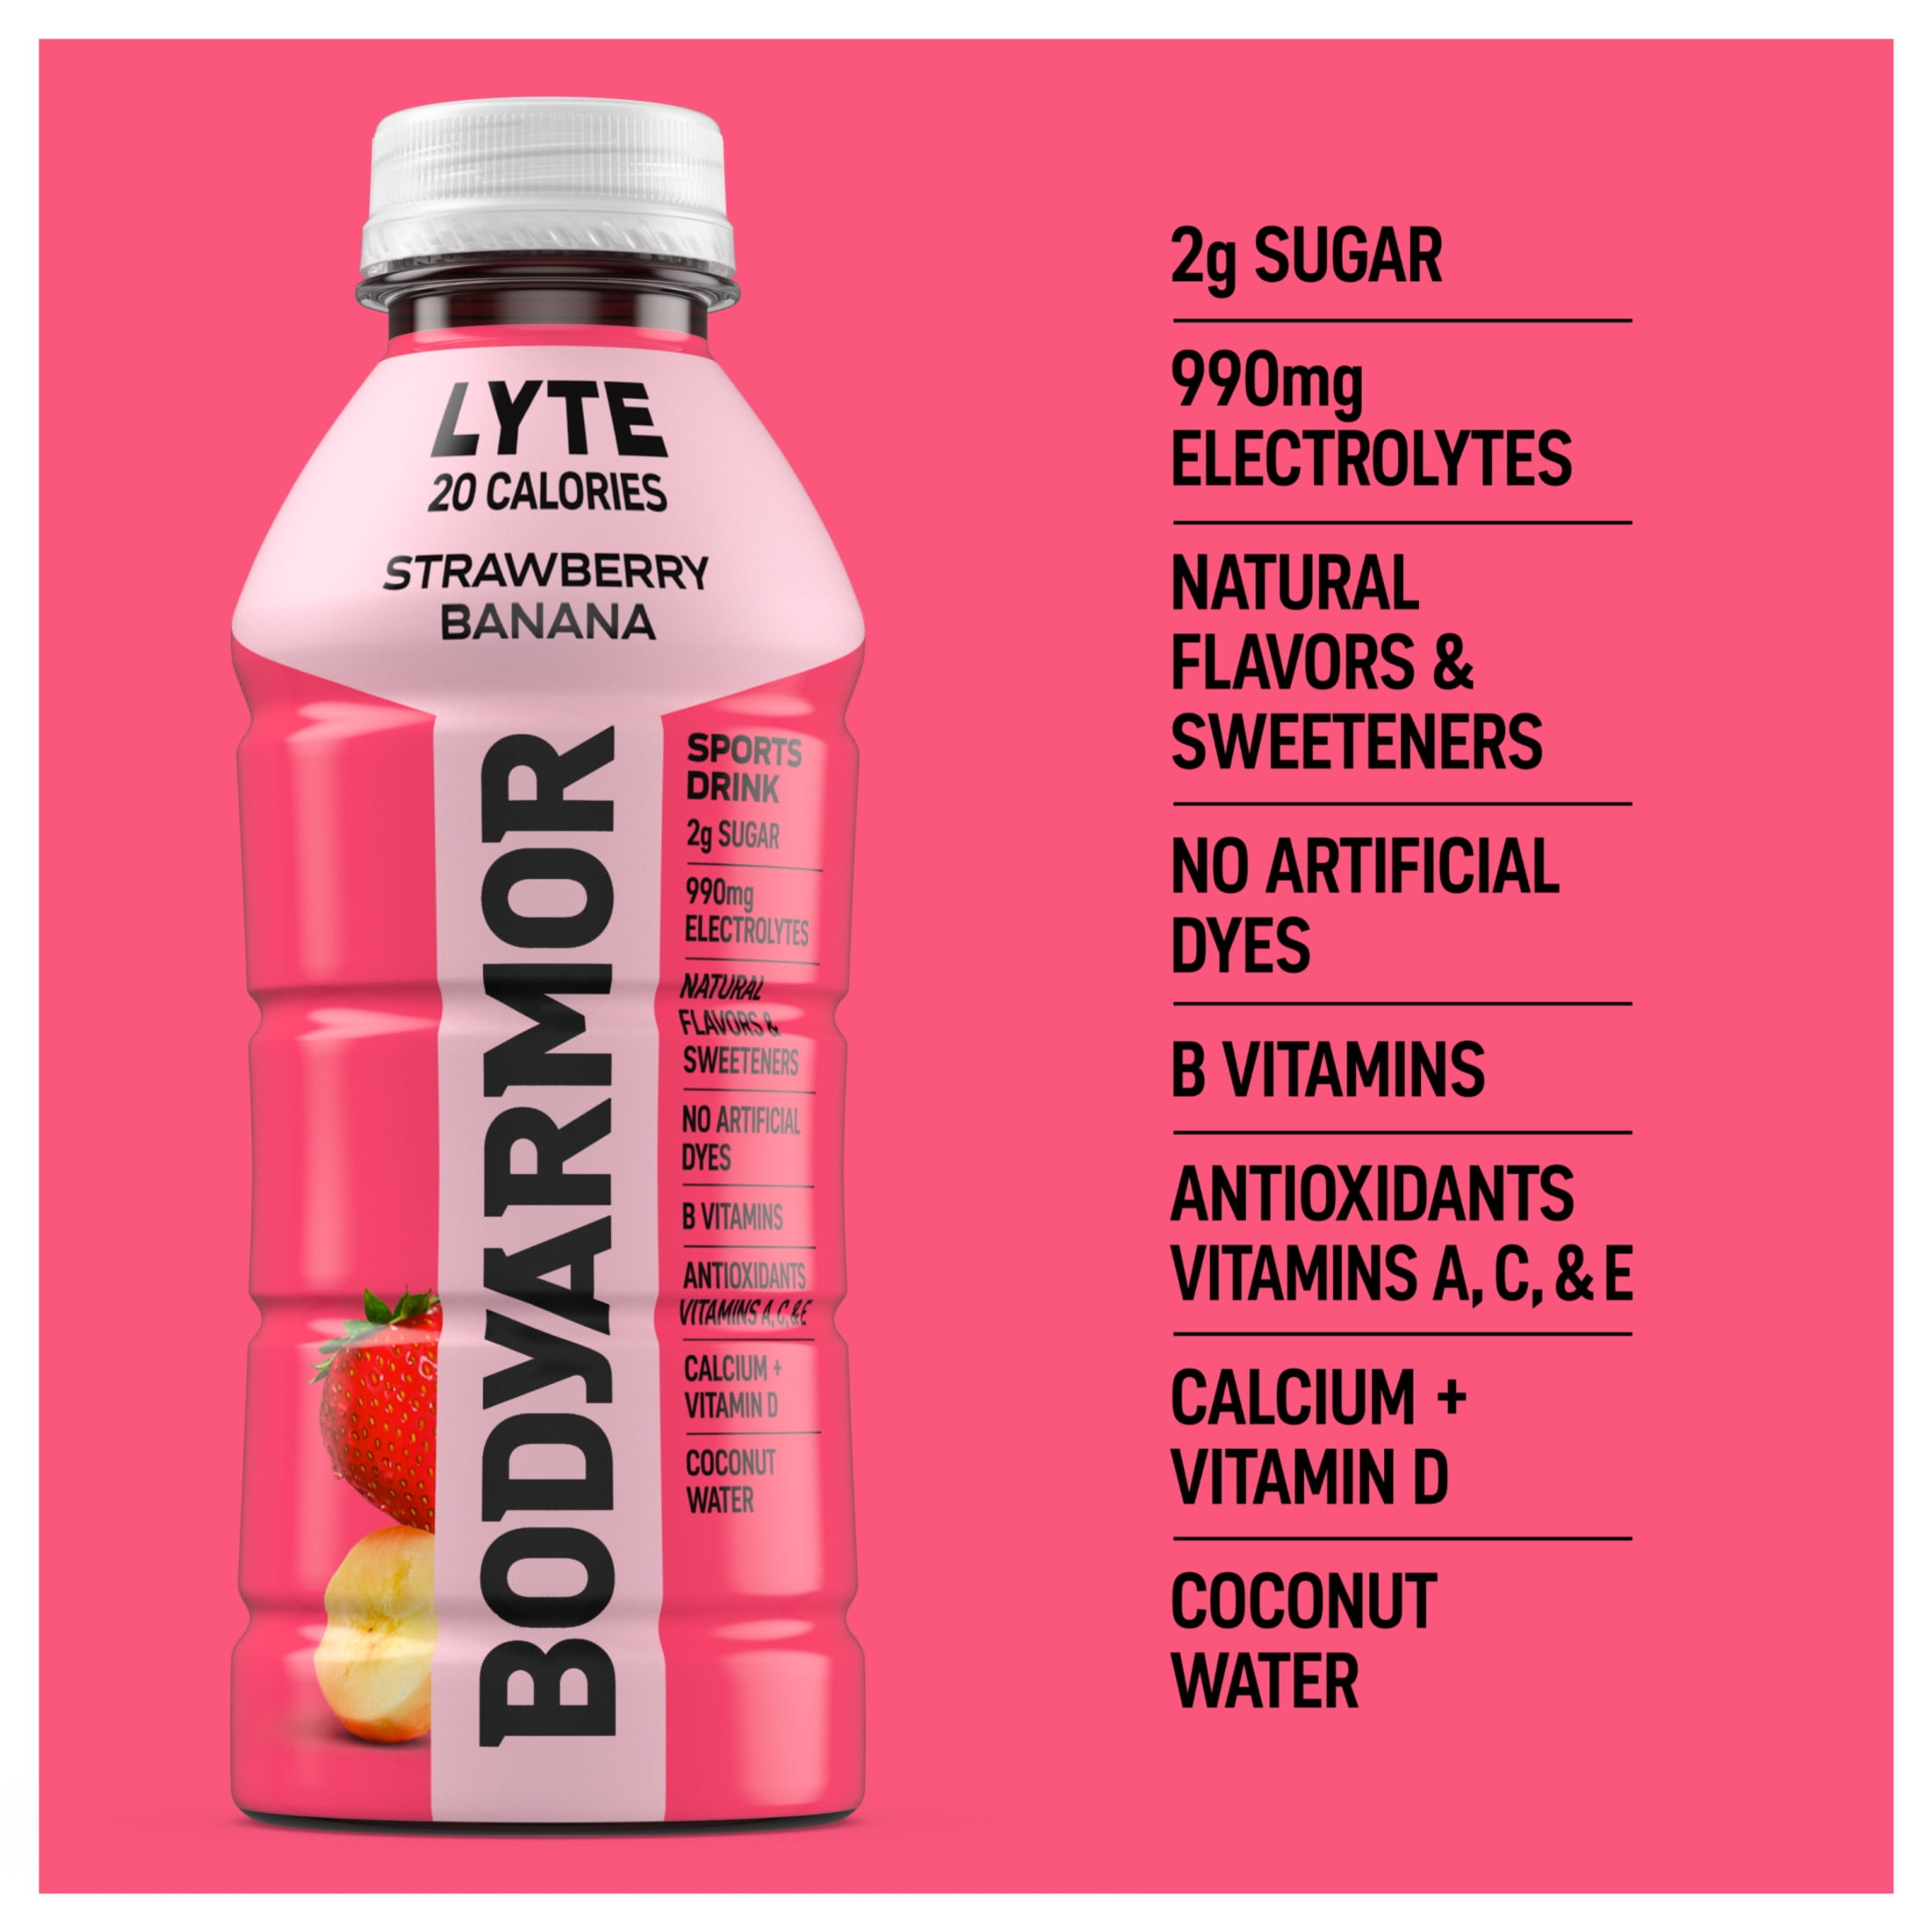 LYTE
20 CALORIES
STRAWBERRY
BANANA
BODYARMOR
SPORTS
DRINK
2g SUGAR
990mg
ELECTROLYTES
NATURAL
FLAVORS &
SWEETENERS
NO ARTIFICIAL
DYES
B VITAMINS
ANTIOXIDANTS
VITAMINS A, C, & E
CALCIUM +
VITAMIN D
COCONUT
WATER
2g SUGAR
990mg
ELECTROLYTES
NATURAL
FLAVORS &
SWEETENERS
NO ARTIFICIAL
DYES
B VITAMINS
ANTIOXIDANTS
VITAMINS A, C, & E
CALCIUM +
VITAMIN D
COCONUT
WATER